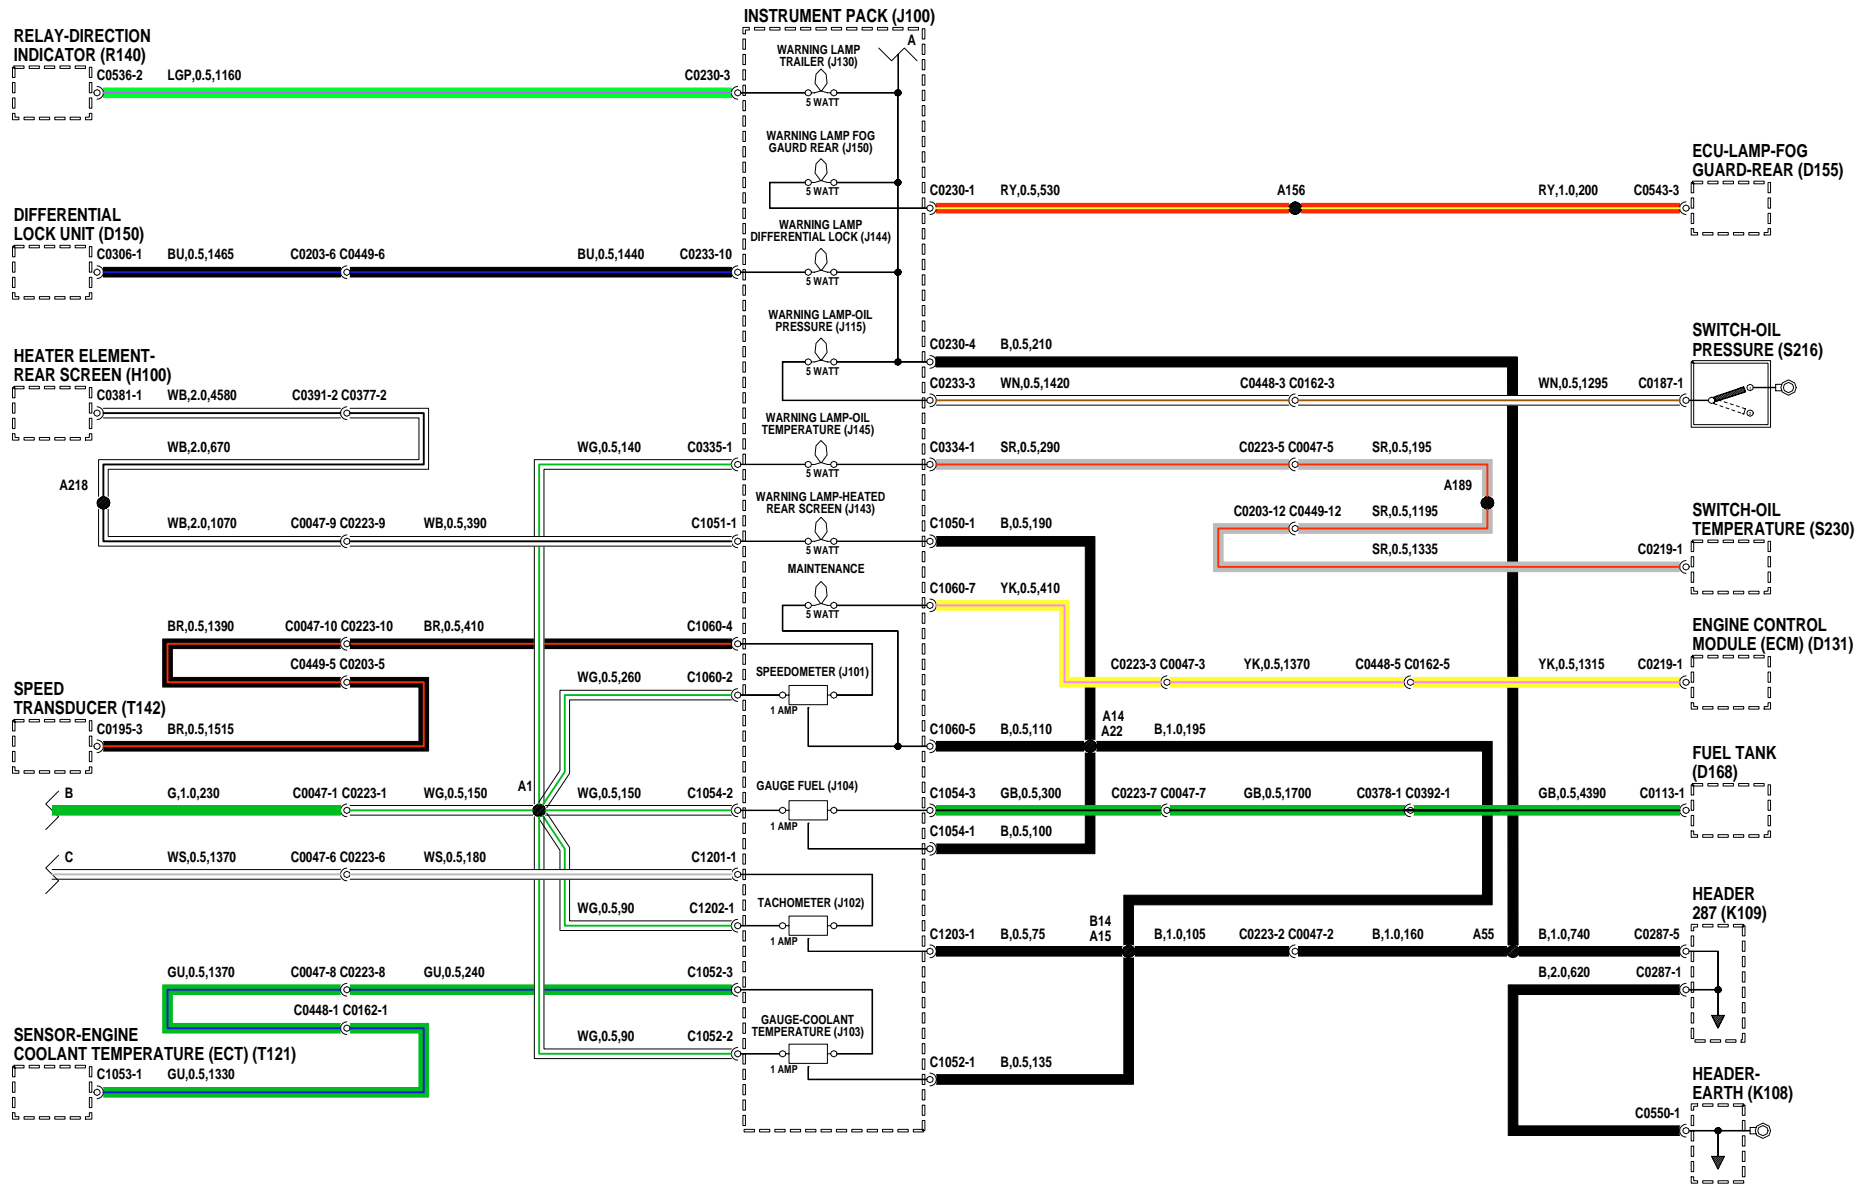 INSTRUMENT PACK (J100)
RELAY-DIRECTION
INDICATOR (R140)
C0536-2 LGP,0.5,1160 C0230-3
A
WARNING LAMP
TRAILER (J130)
5 WATT
WARNING LAMP FOG
GAURD REAR (J150)
5 WATT
C0230-1 RY,0.5,530 A156 RY,1.0,200 C0543-3
ECU-LAMP-FOG
GUARD-REAR (D155)
DIFFERENTIAL
LOCK UNIT (D150)
C0306-1 BU,0.5,1465 C0203-6 C0449-6 BU,0.5,1440 C0233-10
WARNING LAMP
DIFFERENTIAL LOCK (J144)
5 WATT
WARNING LAMP-OIL
PRESSURE (J115)
5 WATT
C0230-4 B,0.5,210
C0233-3 WN,0.5,1420 C0448-3 C0162-3 WN,0.5,1295 C0187-1
SWITCH-OIL
PRESSURE (S216)
HEATER ELEMENT-
REAR SCREEN (H100)
C0381-1 WB,2.0,4580 C0391-2 C0377-2
WB,2.0,670
A218
WB,2.0,1070 C0047-9 C0223-9 WB,0.5,390 C1051-1
WG,0.5,140 C0335-1
WARNING LAMP-OIL
TEMPERATURE (J145)
5 WATT
C0334-1 SR,0.5,290 C0223-5 C0047-5 SR,0.5,195
A189
C0203-12 C0449-12 SR,0.5,1195
SR,0.5,1335 C0219-1
SWITCH-OIL
TEMPERATURE (S230)
WARNING LAMP-HEATED
REAR SCREEN (J143)
5 WATT
C1050-1 B,0.5,190
MAINTENANCE
5 WATT
C1060-7 YK,0.5,410
C0223-3 C0047-3 YK,0.5,1370 C0448-5 C0162-5 YK,0.5,1315 C0219-1
ENGINE CONTROL
MODULE (ECM) (D131)
BR,0.5,1390 C0047-10 C0223-10 BR,0.5,410 C1060-4
C0449-5 C0203-5
SPEED
TRANSDUCER (T142)
C0195-3 BR,0.5,1515
WG,0.5,260 C1060-2
SPEEDOMETER (J101)
1 AMP
C1060-5 B,0.5,110
A14
A22
B,1.0,195
B G,1.0,230 C0047-1 C0223-1 WG,0.5,150 A1 WG,0.5,150 C1054-2
GAUGE FUEL (J104)
1 AMP
C1054-3 GB,0.5,300 C0223-7 C0047-7 GB,0.5,1700 C0378-1 C0392-1 GB,0.5,4390 C0113-1
FUEL TANK
(D168)
C1054-1 B,0.5,100
C WS,0.5,1370 C0047-6 C0223-6 WS,0.5,180 C1201-1
WG,0.5,90 C1202-1
TACHOMETER (J102)
1 AMP
C1203-1 B,0.5,75
B14
A15
B,1.0,105 C0223-2 C0047-2 B,1.0,160 A55 B,1.0,740 C0287-5
HEADER
287 (K109)
B,2.0,620 C0287-1
GU,0.5,1370 C0047-8 C0223-8 GU,0.5,240 C1052-3
C0448-1 C0162-1
SENSOR-ENGINE
COOLANT TEMPERATURE (ECT) (T121)
C1053-1 GU,0.5,1330
WG,0.5,90 C1052-2
GAUGE-COOLANT
TEMPERATURE (J103)
1 AMP
C1052-1 B,0.5,135
HEADER-
EARTH (K108)
C0550-1